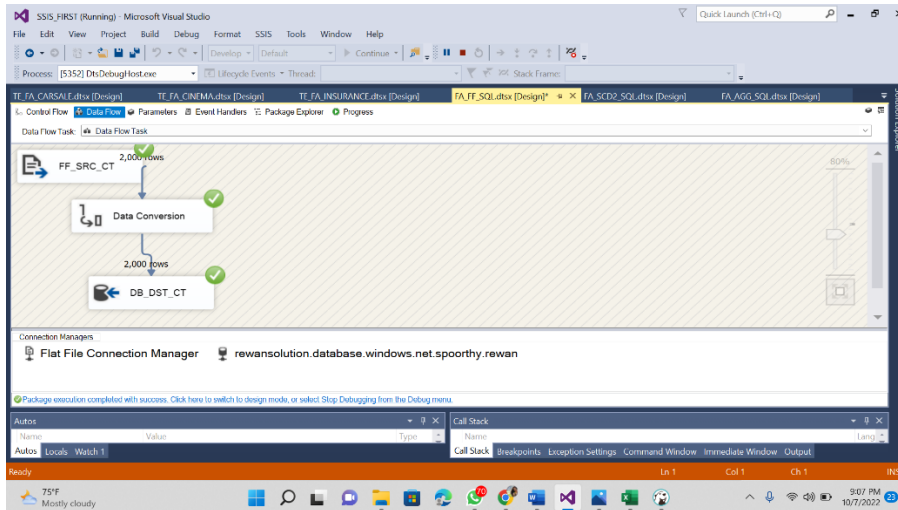 SSIS_FIRST (Running) - Microsoft Visual Studio
Quick Launch (Ctrl+Q)
File Edit View Project Build Debug Format SSIS Tools Window Help
Develop Default Continue
Process: [5352] DtsDebugHost.exe Lifecycle Events Thread: Stack Frame:
TE_FA_CARSALE.dtsx [Design] TE_FA_CINEMA.dtsx [Design] TE_FA_INSURANCE.dtsx [Design] FA_FF_SQL.dtsx [Design]* FA_SCD2_SQL.dtsx [Design] FA_AGG_SQL.dtsx [Design]
Control Flow Data Flow Parameters Event Handlers Package Explorer Progress
Data Flow Task: Data Flow Task
2,000 rows
80%
FF_SRC_CT
Data Conversion
2,000 rows
DB_DST_CT
Connection Managers
Flat File Connection Manager rewansolution.database.windows.net.spoorthy.rewan
Package execution completed with success. Click here to switch to design mode, or select Stop Debugging from the Debug menu.
Autos Call Stack
Name Value Type Name Lang
Autos Locals Watch 1 Call Stack Breakpoints Exception Settings Command Window Immediate Window Output
Ready Ln 1 Col 1 Ch 1 INS
75°F
Mostly cloudy
9:07 PM
10/7/2022
23